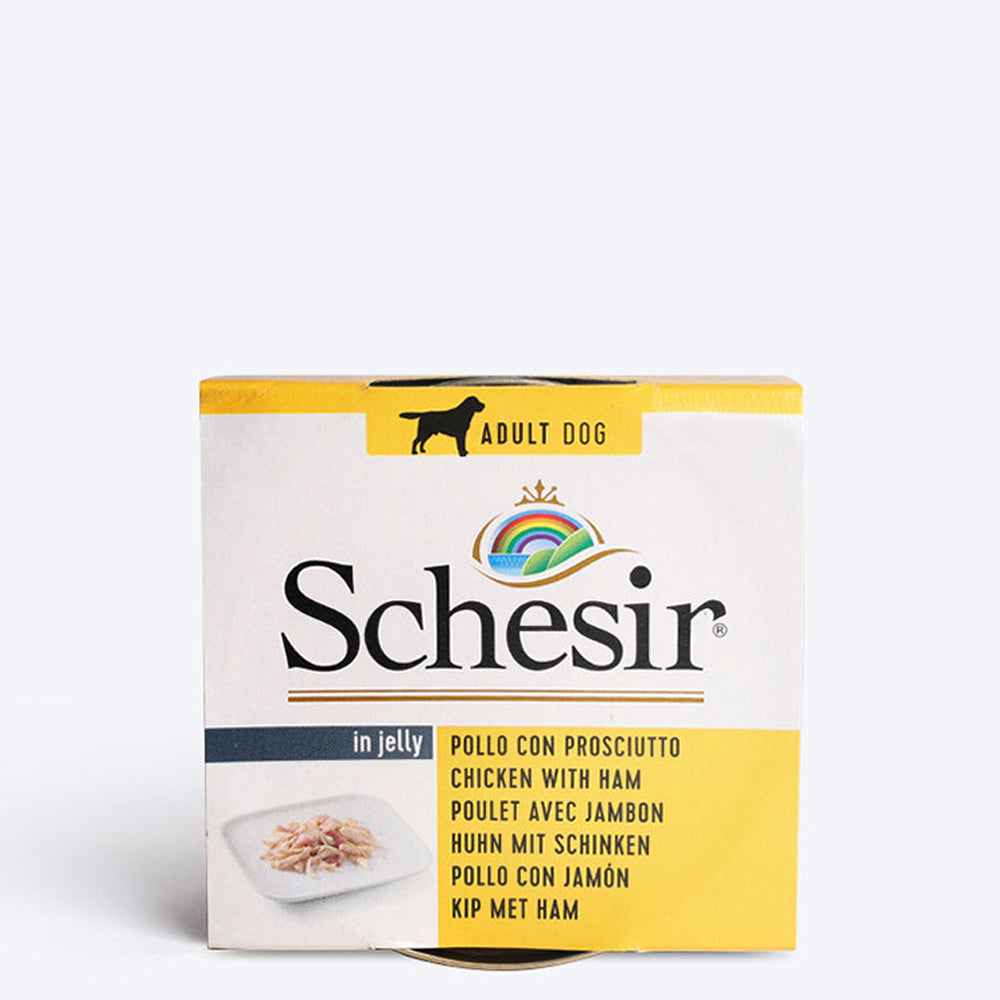 ADULT DOG
Schesir®
in jelly
POLLO CON PROSCIUTTO
CHICKEN WITH HAM
POULET AVEC JAMBON
HUHN MIT SCHINKEN
POLLO CON JAMÓN
KIP MET HAM